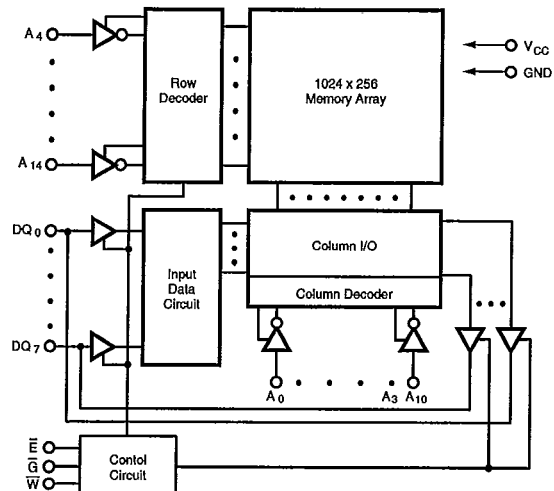 A4
A14
Row
Decoder
1024 x 256
Memory Array
VCC
GND
DQ0
DQ7
Input
Data
Circuit
Column I/O
Column Decoder
A0
A3 A10
E̅
G̅
W̅
Contol
Circuit